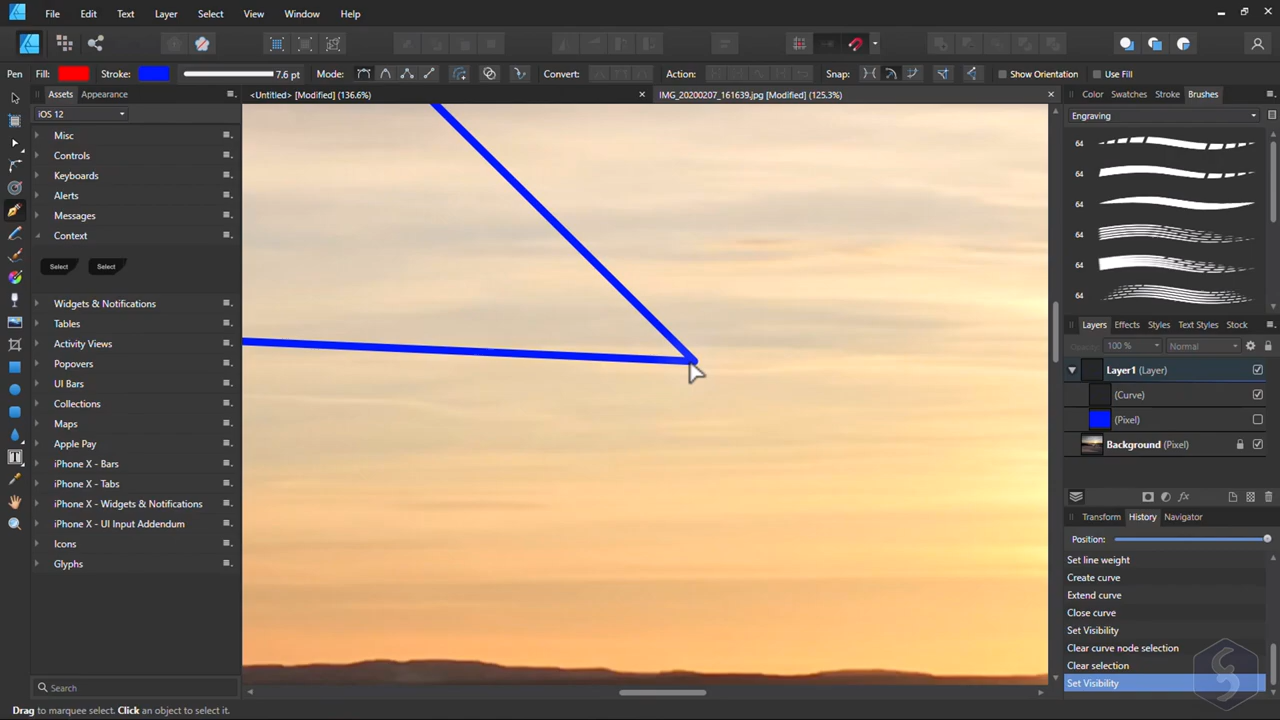 File Edit Text Layer Select View Window Help
Pen Fill: Stroke: 7.6 pt Mode: Convert: Action: Snap: Show Orientation Use Fill
Assets Appearance
<Untitled> [Modified] (136.6%)
IMG_20200207_161639.jpg [Modified] (125.3%)
Color Swatches Stroke Brushes
iOS 12
Misc
Controls
Keyboards
Alerts
Messages
Context
Select Select
Widgets & Notifications
Tables
Activity Views
Popovers
UI Bars
Collections
Maps
Apple Pay
iPhone X - Bars
iPhone X - Tabs
iPhone X - Widgets & Notifications
iPhone X - UI Input Addendum
Icons
Glyphs
Search
Engraving
64
64
64
64
64
64
Layers Effects Styles Text Styles Stock
Opacity: 100 % Normal
Layer1 (Layer)
(Curve)
(Pixel)
Background (Pixel)
Transform History Navigator
Position:
Set line weight
Create curve
Extend curve
Close curve
Set Visibility
Clear curve node selection
Clear selection
Set Visibility
Drag to marquee select. Click an object to select it.